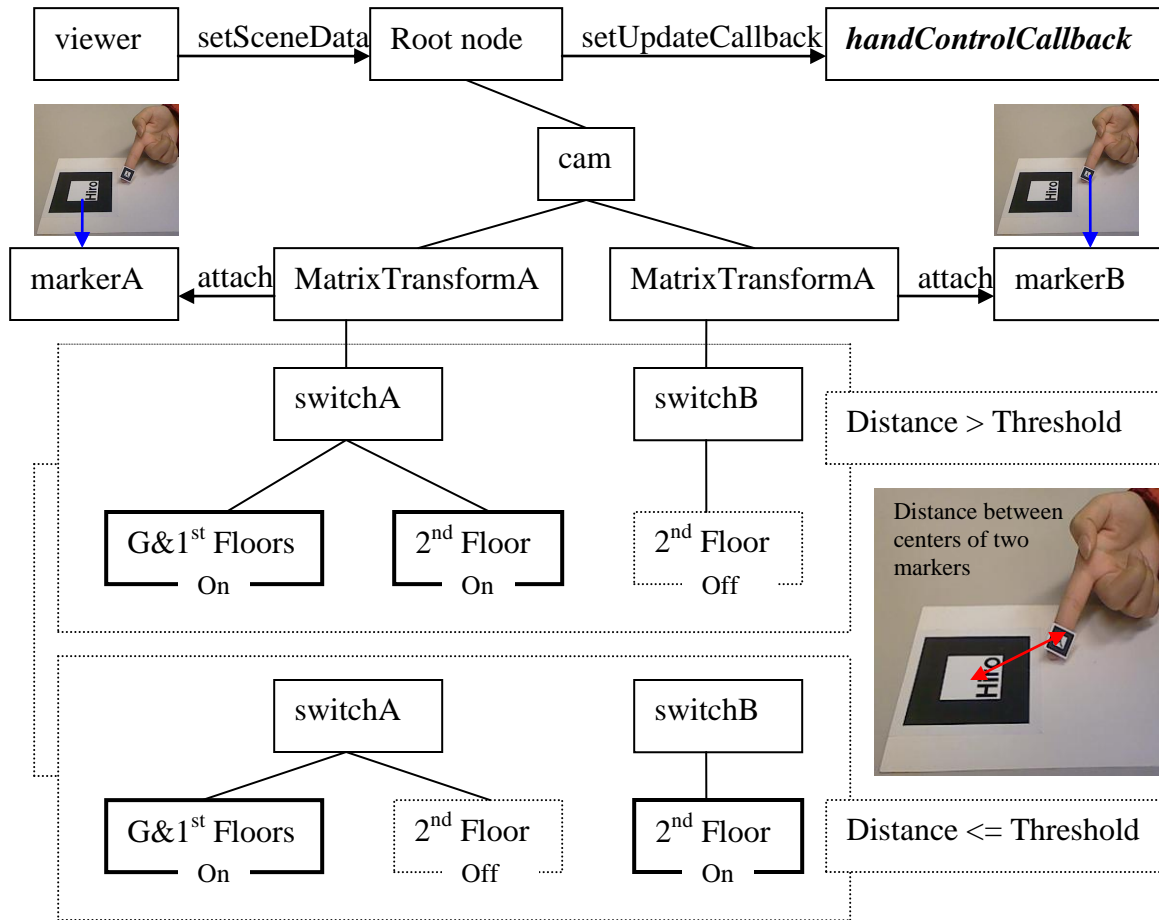 viewer
setSceneData
Root node
setUpdateCallback
handControlCallback
cam
Hiro
Hiro
markerA
attach
MatrixTransformA
MatrixTransformA
attach
markerB
switchA
switchB
Distance > Threshold
G&1st Floors
On
2nd Floor
On
2nd Floor
Off
Distance between
centers of two
markers
Hiro
switchA
switchB
G&1st Floors
On
2nd Floor
Off
2nd Floor
On
Distance <= Threshold